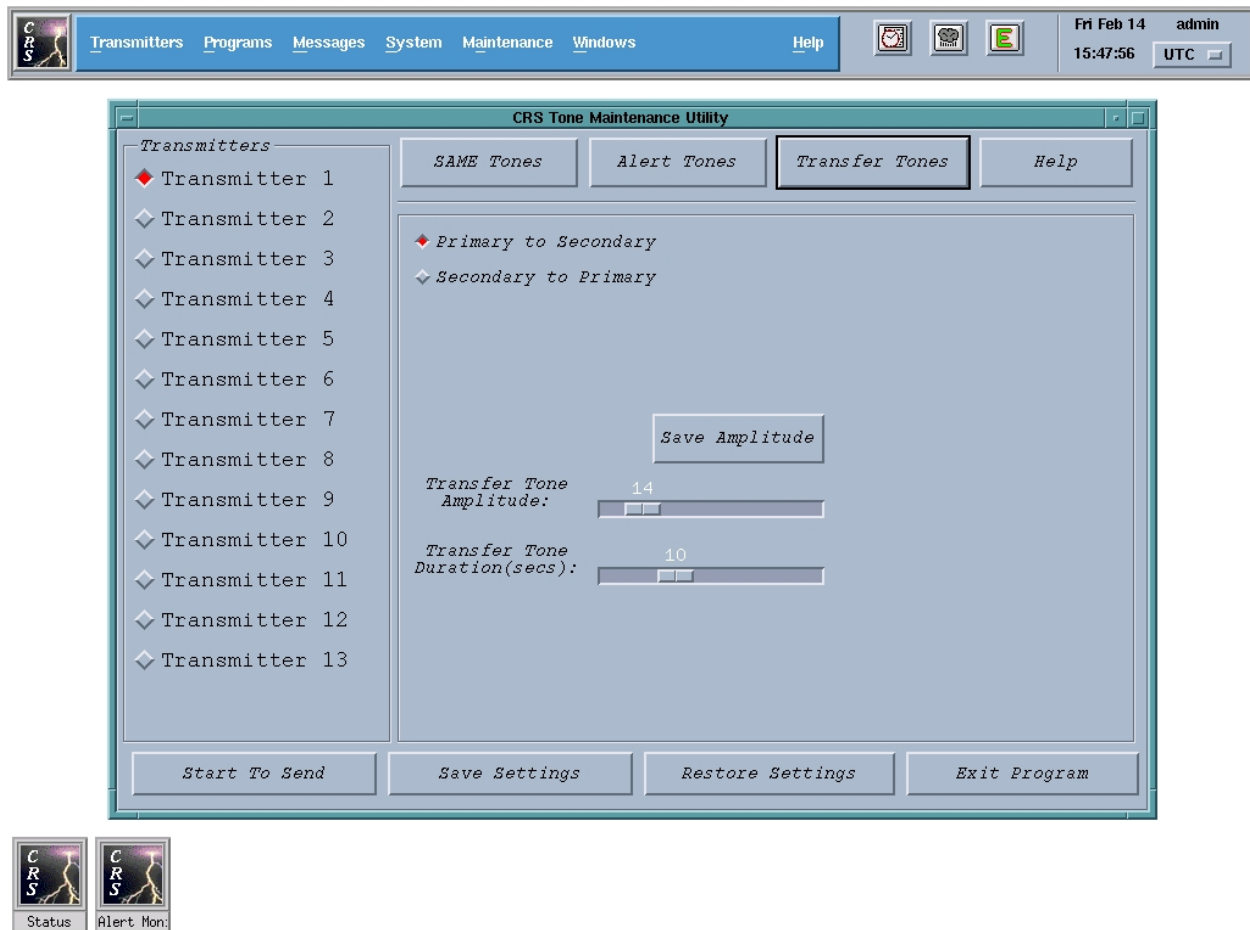 CRS
Transmitters Programs Messages System Maintenance Windows Help
E
Fri Feb 14 admin
15:47:56 UTC
CRS Tone Maintenance Utility
Transmitters
Transmitter 1
Transmitter 2
Transmitter 3
Transmitter 4
Transmitter 5
Transmitter 6
Transmitter 7
Transmitter 8
Transmitter 9
Transmitter 10
Transmitter 11
Transmitter 12
Transmitter 13
SAME Tones Alert Tones Transfer Tones Help
Primary to Secondary
Secondary to Primary
Save Amplitude
Transfer Tone
Amplitude:
14
Transfer Tone
Duration(secs):
10
Start To Send Save Settings Restore Settings Exit Program
CRS
Status
CRS
Alert Mon: